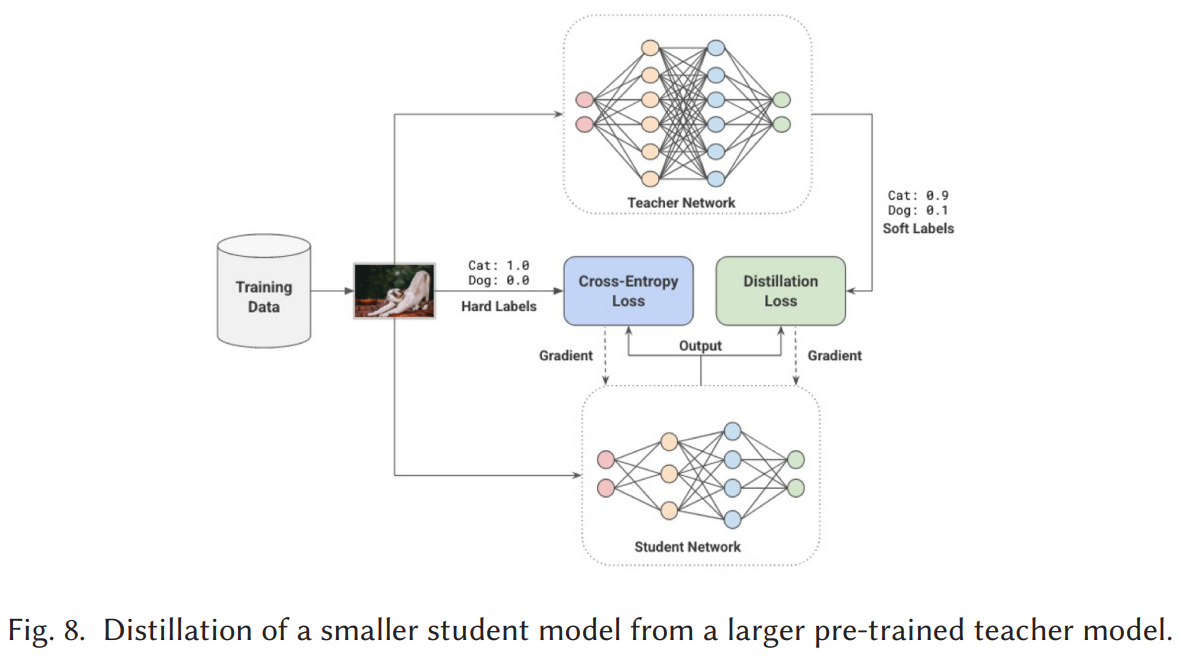 Teacher Network
Cat: 0.9
Dog: 0.1
Soft Labels
Training
Data
Cat: 1.0
Dog: 0.0
Hard Labels
Cross-Entropy
Loss
Distillation
Loss
Gradient
Output
Gradient
Student Network
Fig. 8. Distillation of a smaller student model from a larger pre-trained teacher model.